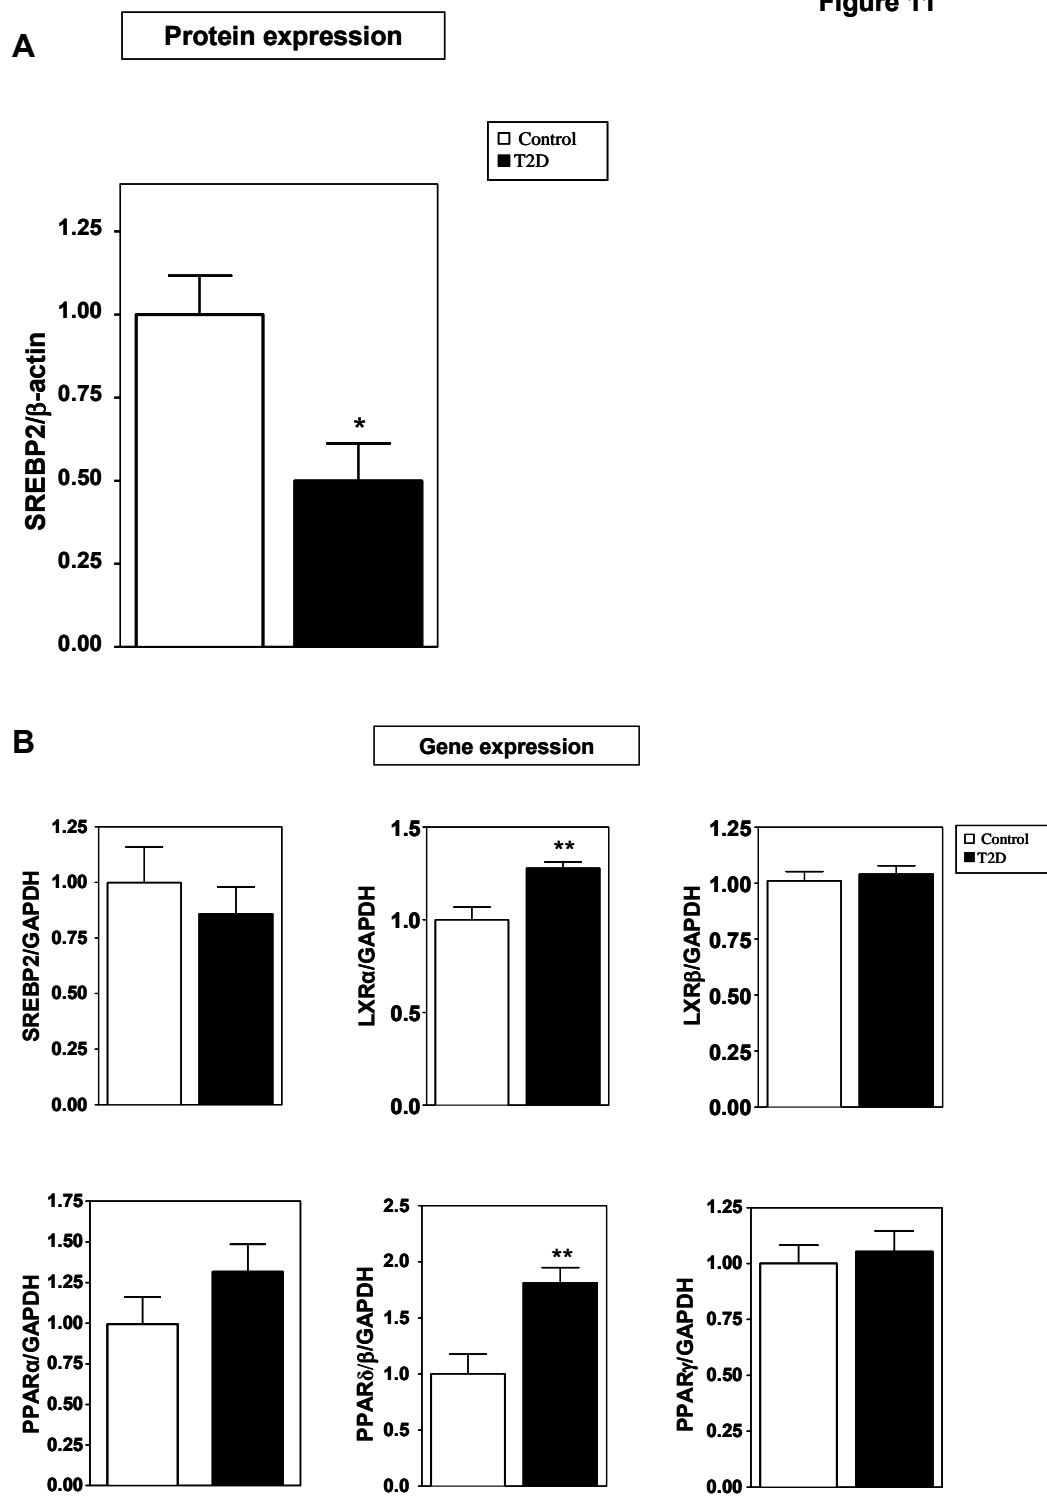 Figure 11
A
Protein expression
Control
T2D
1.25
1.00
0.75
0.50
0.25
0.00
SREBP2/β-actin
*
B
Gene expression
1.25
1.00
0.75
0.50
0.25
0.00
SREBP2/GAPDH
1.5
1.0
0.5
0.0
LXRα/GAPDH
**
1.25
1.00
0.75
0.50
0.25
0.00
LXRβ/GAPDH
Control
T2D
1.75
1.50
1.25
1.00
0.75
0.50
0.25
0.00
PPARα/GAPDH
2.5
2.0
1.5
1.0
0.5
0.0
PPARδ/β/GAPDH
**
1.25
1.00
0.75
0.50
0.25
0.00
PPARγ/GAPDH